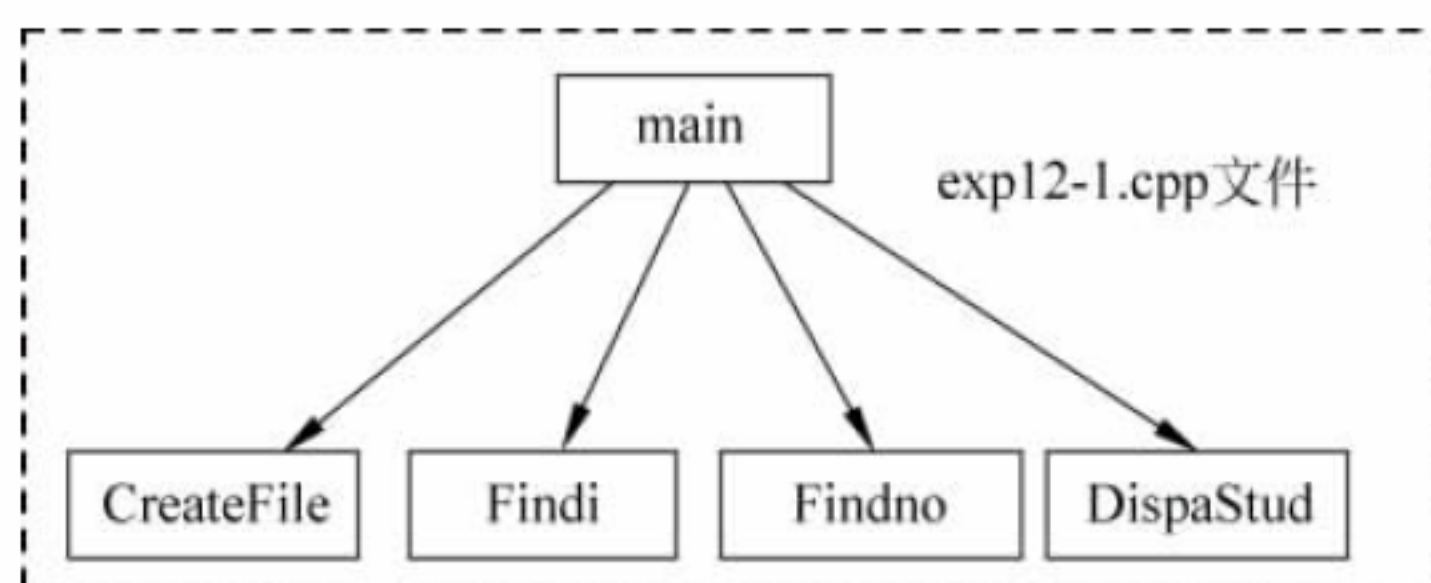 main
exp12-1.cpp文件
CreateFile
Findi
Findno
DispaStud